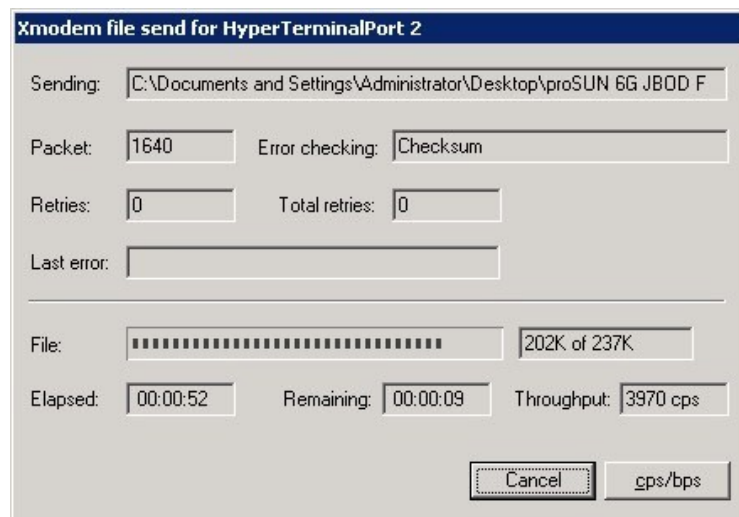 Xmodem file send for HyperTerminalPort 2
Sending: C:\Documents and Settings\Administrator\Desktop\proSUN 6G JBOD F
Packet: 1640 Error checking: Checksum
Retries: 0 Total retries: 0
Last error:
File: 202K of 237K
Elapsed: 00:00:52 Remaining: 00:00:09 Throughput: 3970 cps
Cancel cps/bps